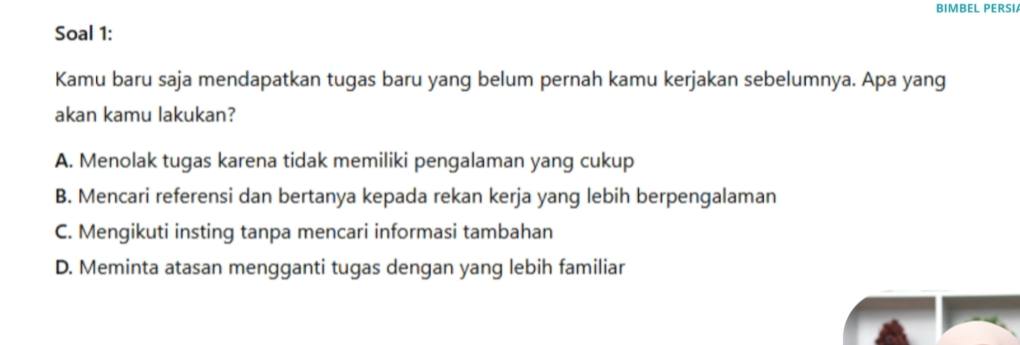 BIMBEL PERSIA
Soal 1:
Kamu baru saja mendapatkan tugas baru yang belum pernah kamu kerjakan sebelumnya. Apa yang
akan kamu lakukan?
A. Menolak tugas karena tidak memiliki pengalaman yang cukup
B. Mencari referensi dan bertanya kepada rekan kerja yang lebih berpengalaman
C. Mengikuti insting tanpa mencari informasi tambahan
D. Meminta atasan mengganti tugas dengan yang lebih familiar